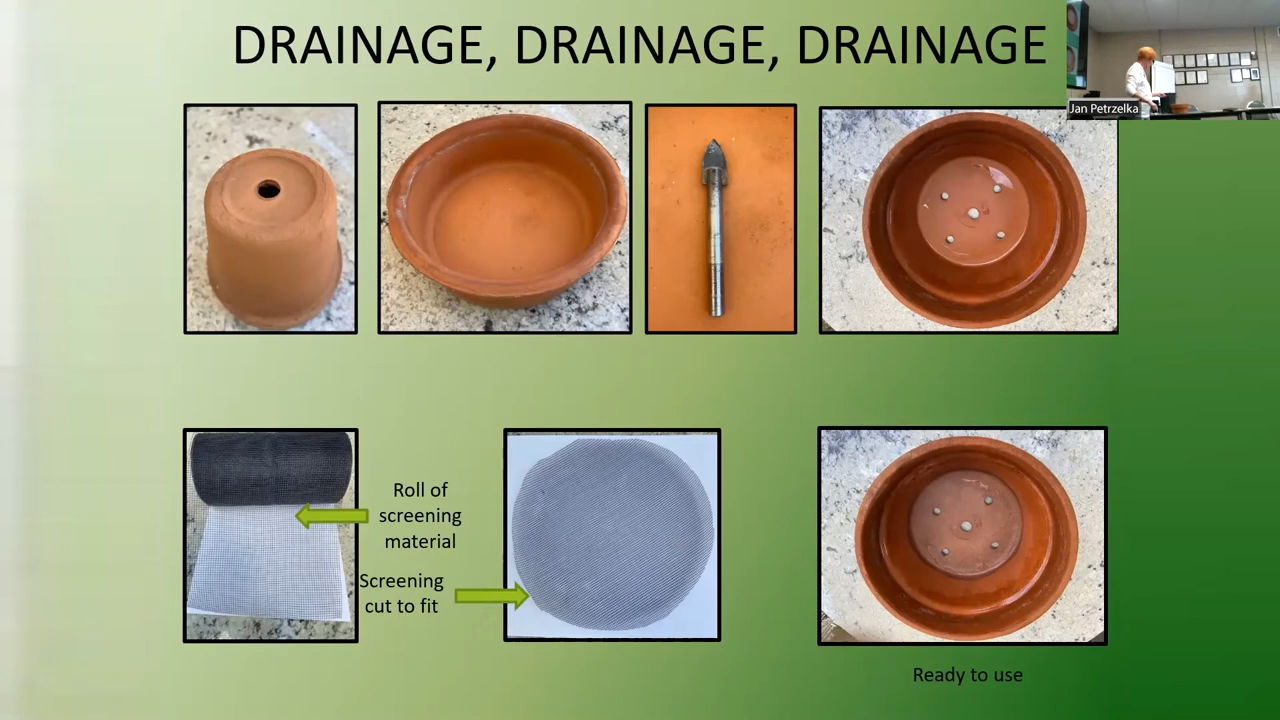 DRAINAGE, DRAINAGE, DRAINAGE
Jan Petrzelka
Roll of
screening
material
Screening
cut to fit
Ready to use